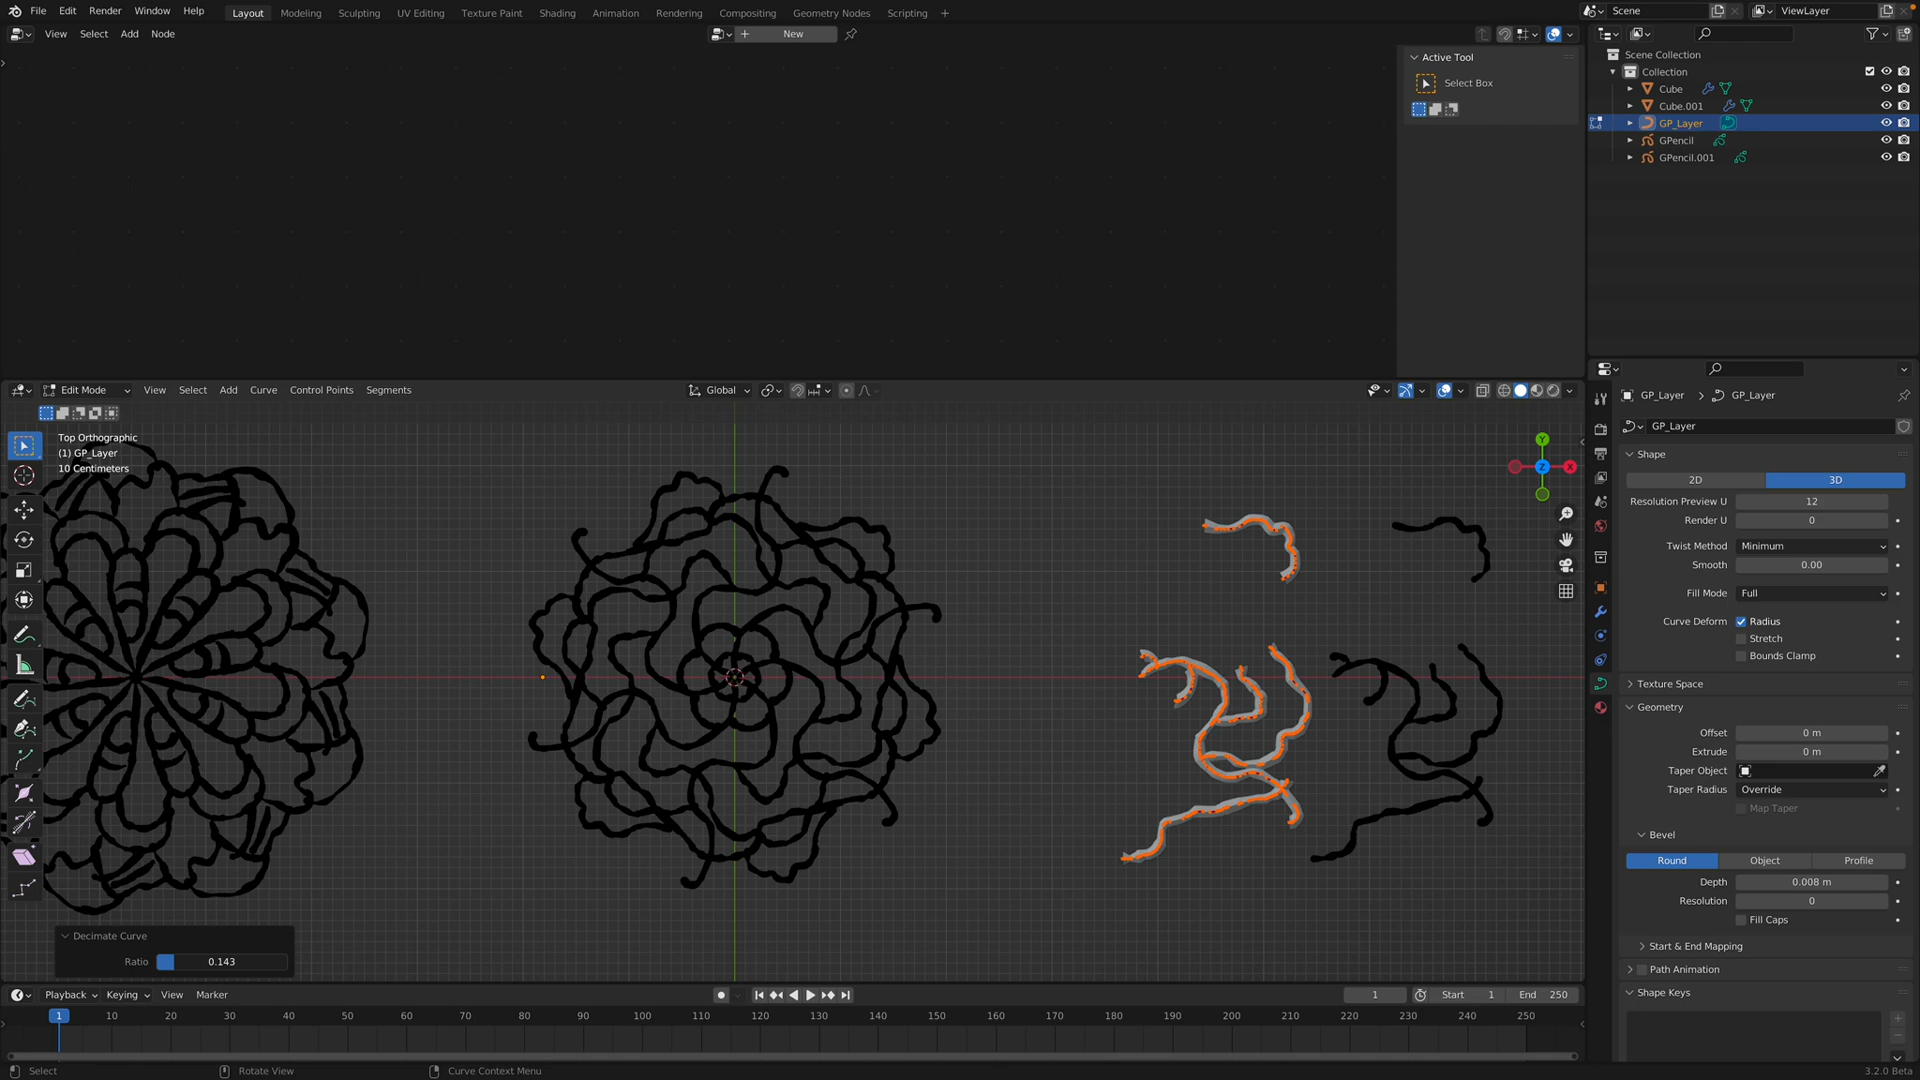 File Edit Render Window Help Layout Modeling Sculpting UV Editing Texture Paint Shading Animation Rendering Compositing Geometry Nodes Scripting + Scene ViewLayer
View Select Add Node New
Active Tool
Select Box
Scene Collection
Collection
Cube
Cube.001
GP_Layer
GPencil
GPencil.001
Edit Mode View Select Add Curve Control Points Segments Global
Top Orthographic
(1) GP_Layer
10 Centimeters
Y
Z
X
Decimate Curve
Ratio 0.143
GP_Layer > GP_Layer
GP_Layer
Shape
2D 3D
Resolution Preview U 12
Render U 0
Twist Method Minimum
Smooth 0.00
Fill Mode Full
Curve Deform Radius
Stretch
Bounds Clamp
Texture Space
Geometry
Offset 0 m
Extrude 0 m
Taper Object
Taper Radius Override
Map Taper
Bevel
Round Object Profile
Depth 0.008 m
Resolution 0
Fill Caps
Start & End Mapping
Path Animation
Shape Keys
Playback Keying View Marker 1 Start 1 End 250
1 10 20 30 40 50 60 70 80 90 100 110 120 130 140 150 160 170 180 190 200 210 220 230 240 250
Select Rotate View Curve Context Menu 3.2.0 Beta